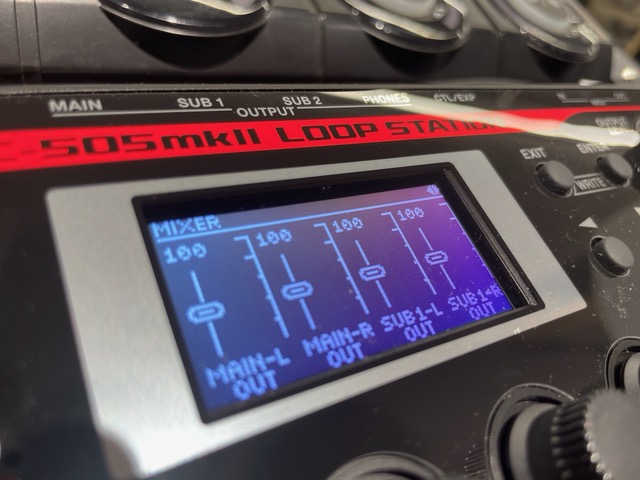 MAIN SUB 1 OUTPUT SUB 2 PHONES CTL/EXP
-505mkII LOOP STATION
EXIT ENTER
WRITE
MIXER
100 100 100 100
MAIN-L OUT
MAIN-R OUT
SUB1-L OUT
SUB1-R OUT